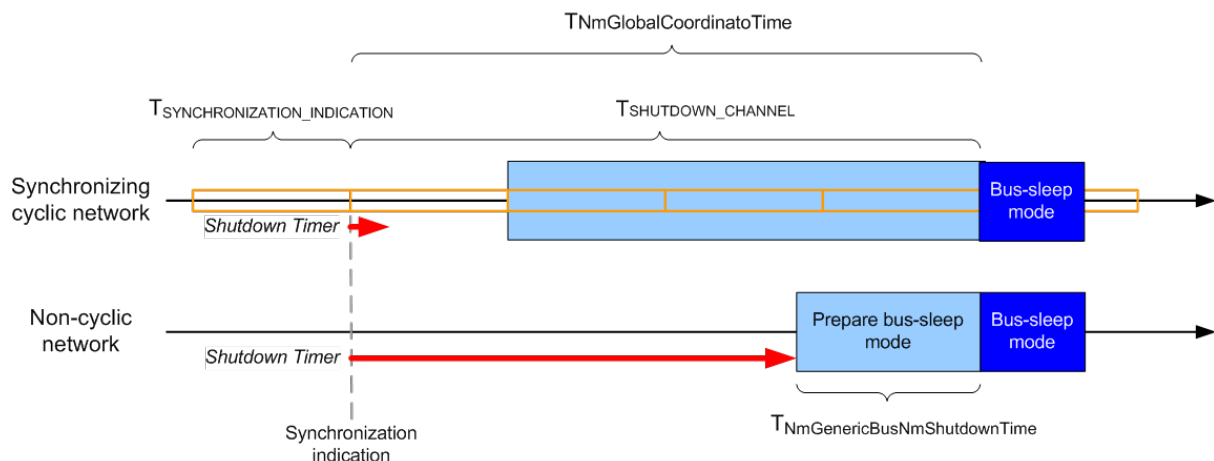 TNmGlobalCoordinatoTime
TSYNCHRONIZATION_INDICATION
TSHUTDOWN_CHANNEL
Synchronizing
cyclic network
Bus-sleep
mode
Shutdown Timer
Non-cyclic
network
Prepare bus-sleep
mode
Bus-sleep
mode
Shutdown Timer
TNmGenericBusNmShutdownTime
Synchronization
indication